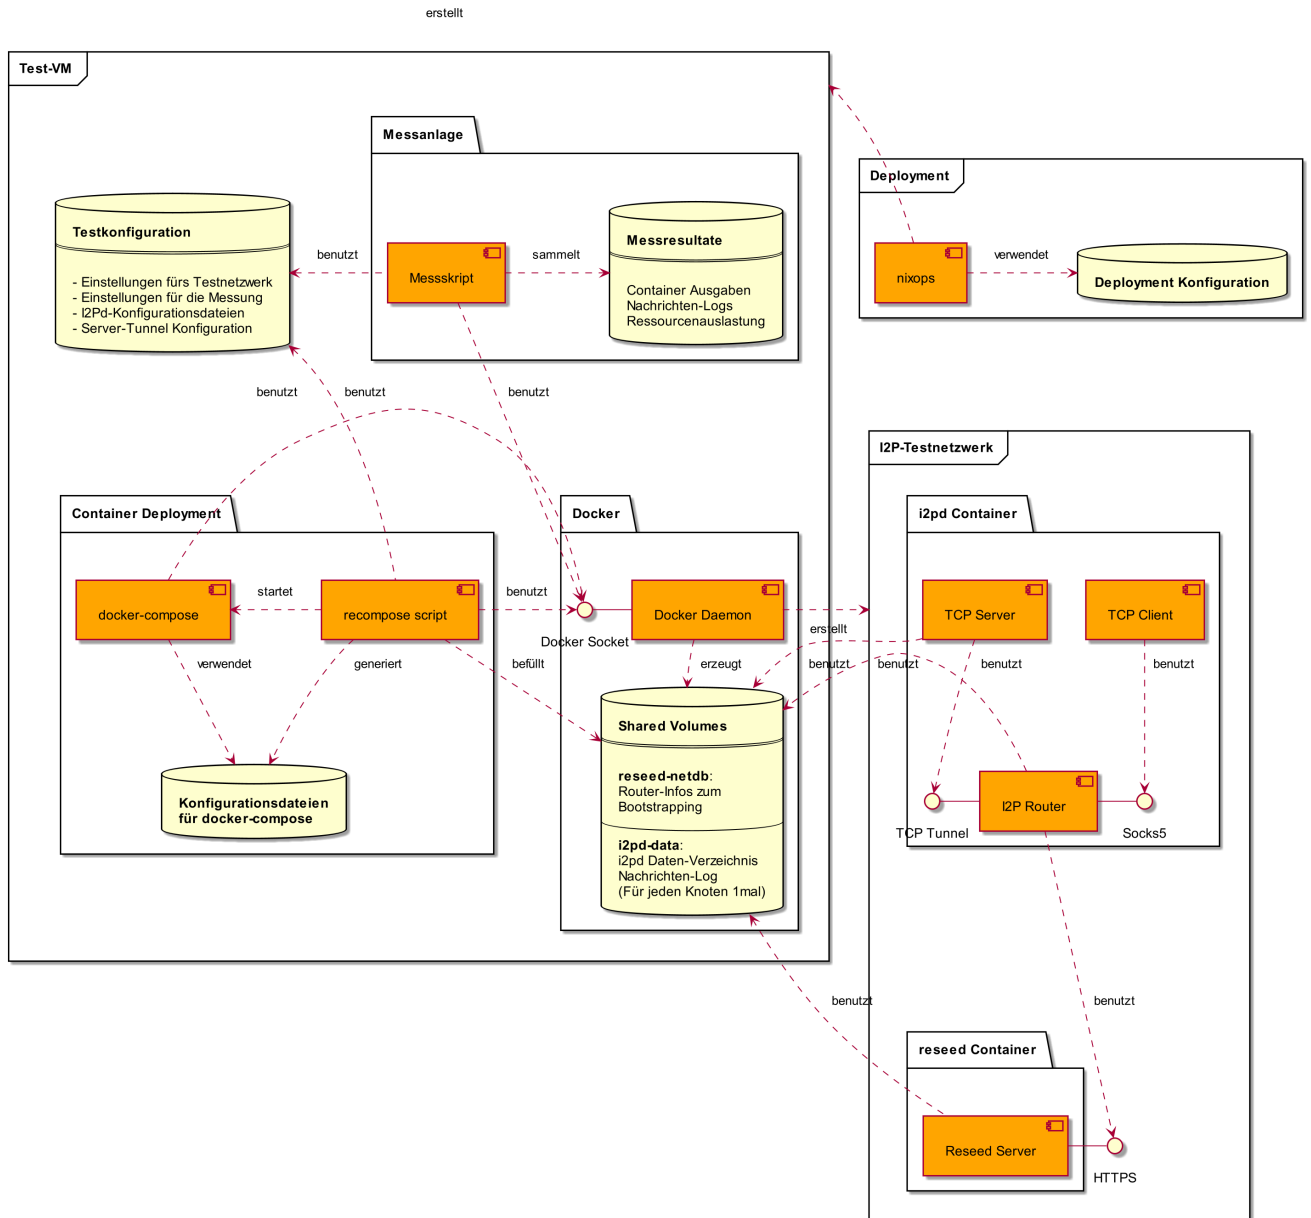 erstellt
Test-VM
Messanlage
Deployment
Testkonfiguration
- Einstellungen fürs Testnetzwerk
- Einstellungen für die Messung
- I2Pd-Konfigurationsdateien
- Server-Tunnel Konfiguration
benutzt
Messskript
sammelt
Messresultate
Container Ausgaben
Nachrichten-Logs
Ressourcenauslastung
nixops
verwendet
Deployment Konfiguration
benutzt
benutzt
benutzt
I2P-Testnetzwerk
Container Deployment
Docker
i2pd Container
docker-compose
startet
recompose script
benutzt
Docker Socket
Docker Daemon
erstellt
TCP Server
TCP Client
verwendet
generiert
befüllt
erzeugt
benutzt
benutzt
benutzt
benutzt
Shared Volumes
reseed-netdb:
Router-Infos zum
Bootstrapping
i2pd-data:
i2pd Daten-Verzeichnis
Nachrichten-Log
(Für jeden Knoten 1mal)
Konfigurationsdateien
für docker-compose
TCP Tunnel
I2P Router
Socks5
benutzt
benutzt
reseed Container
Reseed Server
HTTPS